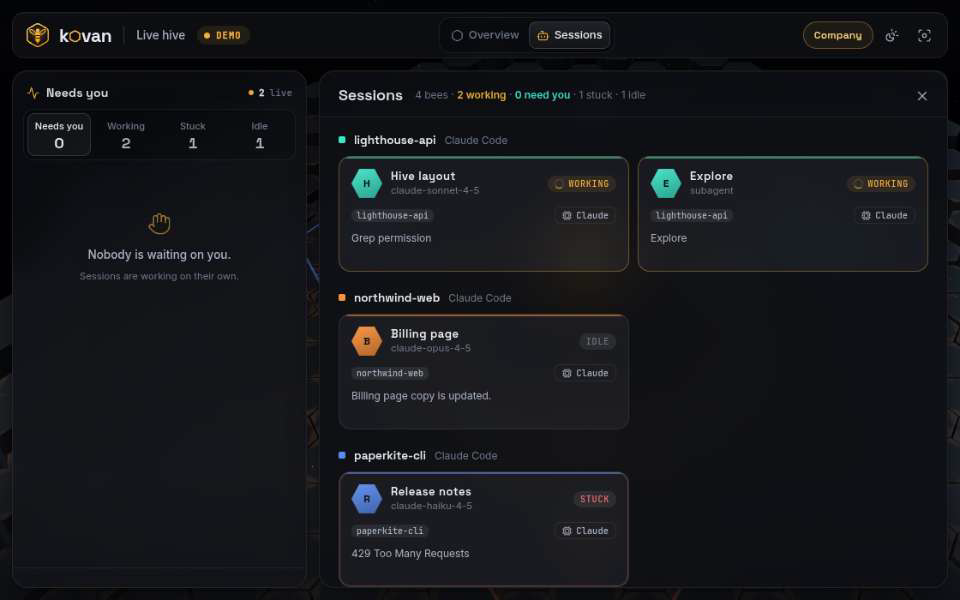 kovan
Live hive
DEMO
Overview
Sessions
Company
Needs you
2 live
Needs you
0
Working
2
Stuck
1
Idle
1
Nobody is waiting on you.
Sessions are working on their own.
Sessions
4 bees · 2 working · 0 need you · 1 stuck · 1 idle
lighthouse-api Claude Code
H
Hive layout
claude-sonnet-4-5
WORKING
lighthouse-api
Claude
Grep permission
E
Explore
subagent
WORKING
lighthouse-api
Claude
Explore
northwind-web Claude Code
B
Billing page
claude-opus-4-5
IDLE
northwind-web
Claude
Billing page copy is updated.
paperkite-cli Claude Code
R
Release notes
claude-haiku-4-5
STUCK
paperkite-cli
Claude
429 Too Many Requests